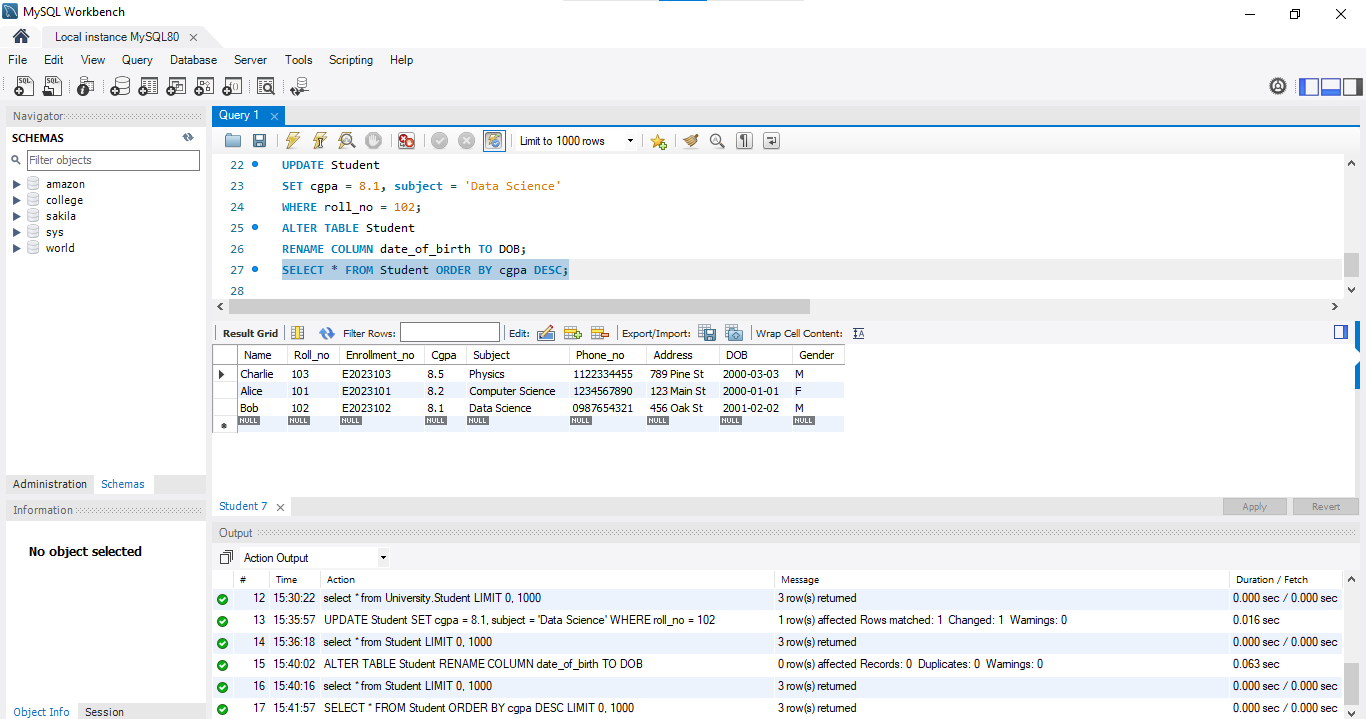 MySQL Workbench
Local instance MySQL80
File Edit View Query Database Server Tools Scripting Help
Navigator
SCHEMAS
Filter objects
amazon
college
sakila
sys
world
Administration Schemas
Information
No object selected
Object Info Session
Query 1
Limit to 1000 rows
22 UPDATE Student
23 SET cgpa = 8.1, subject = 'Data Science'
24 WHERE roll_no = 102;
25 ALTER TABLE Student
26 RENAME COLUMN date_of_birth TO DOB;
27 SELECT * FROM Student ORDER BY cgpa DESC;
28
Result Grid Filter Rows: Edit: Export/Import: Wrap Cell Content:
Name Roll_no Enrollment_no Cgpa Subject Phone_no Address DOB Gender
Charlie 103 E2023103 8.5 Physics 1122334455 789 Pine St 2000-03-03 M
Alice 101 E2023101 8.2 Computer Science 1234567890 123 Main St 2000-01-01 F
Bob 102 E2023102 8.1 Data Science 0987654321 456 Oak St 2001-02-02 M
NULL NULL NULL NULL NULL NULL NULL NULL NULL
Student 7 Apply Revert
Output
Action Output
# Time Action Message Duration / Fetch
12 15:30:22 select * from University.Student LIMIT 0, 1000 3 row(s) returned 0.000 sec / 0.000 sec
13 15:35:57 UPDATE Student SET cgpa = 8.1, subject = 'Data Science' WHERE roll_no = 102 1 row(s) affected Rows matched: 1 Changed: 1 Warnings: 0 0.016 sec
14 15:36:18 select * from Student LIMIT 0, 1000 3 row(s) returned 0.000 sec / 0.000 sec
15 15:40:02 ALTER TABLE Student RENAME COLUMN date_of_birth TO DOB 0 row(s) affected Records: 0 Duplicates: 0 Warnings: 0 0.063 sec
16 15:40:16 select * from Student LIMIT 0, 1000 3 row(s) returned 0.000 sec / 0.000 sec
17 15:41:57 SELECT * FROM Student ORDER BY cgpa DESC LIMIT 0, 1000 3 row(s) returned 0.000 sec / 0.000 sec